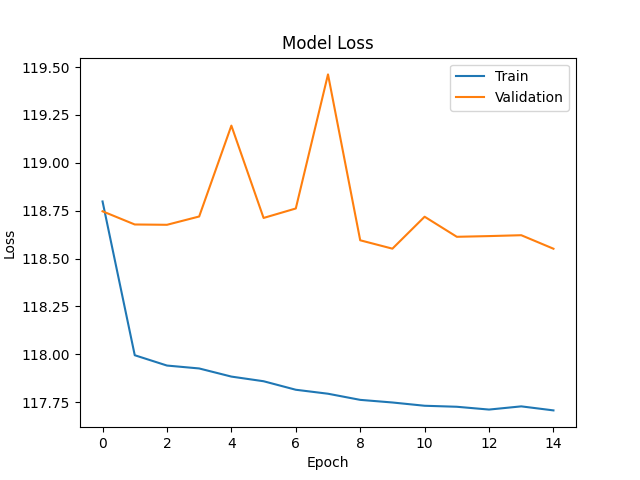 Model Loss
119.50
119.25
119.00
118.75
118.50
118.25
118.00
117.75
Loss
Train
Validation
0 2 4 6 8 10 12 14
Epoch